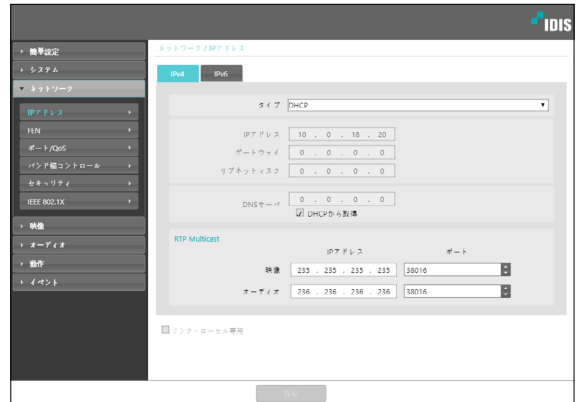 IDIS
簡単設定
システム
ネットワーク
IPアドレス
FEN
ポート/QoS
バンド幅コントロール
セキュリティ
IEEE 802.1X
映像
オーディオ
動作
イベント
ネットワーク / IPアドレス
IPv4 IPv6
タイプ DHCP
IPアドレス 10 . 0 . 18 . 20
ゲートウェイ 0 . 0 . 0 . 0
サブネットマスク 0 . 0 . 0 . 0
DNSサーバ 0 . 0 . 0 . 0
DHCPから取得
RTP Multicast
IPアドレス ポート
映像 235 . 235 . 235 . 235 38016
オーディオ 236 . 236 . 236 . 236 38016
リンク-ローカル専用